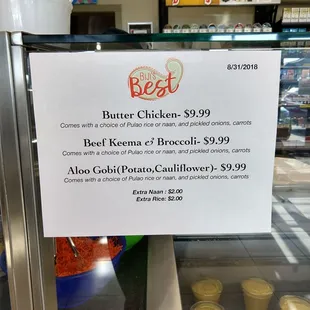 Biji's
Best
8/31/2018
Butter Chicken- $9.99
Comes with a choice of Pulao rice or naan, and pickled onions, carrots
Beef Keema & Broccoli- $9.99
Comes with a choice of Pulao rice or naan, and pickled onions, carrots
Aloo Gobi(Potato,Cauliflower)- $9.99
Comes with a choice of Pulao rice or naan, and pickled onions, carrots
Extra Naan : $2.00
Extra Rice: $2.00